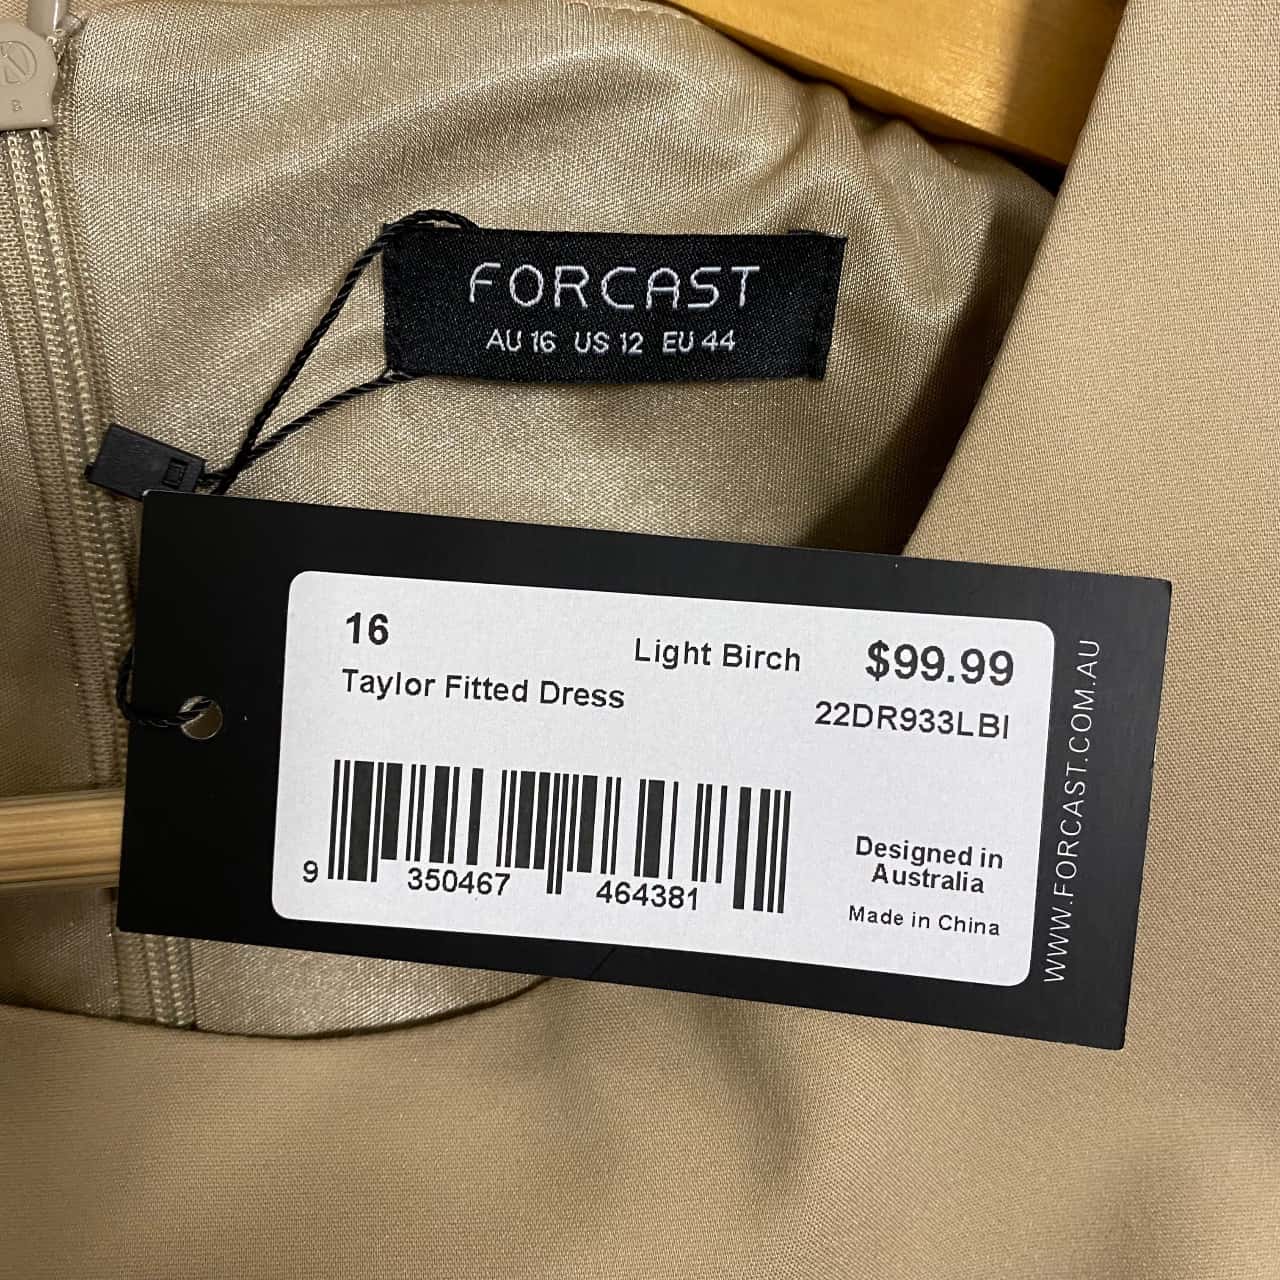 FORCAST
AU 16 US 12 EU 44
16
Light Birch
$99.99
Taylor Fitted Dress
22DR933LBI
9 350467 464381
Designed in
Australia
Made in China
WWW.FORCAST.COM.AU